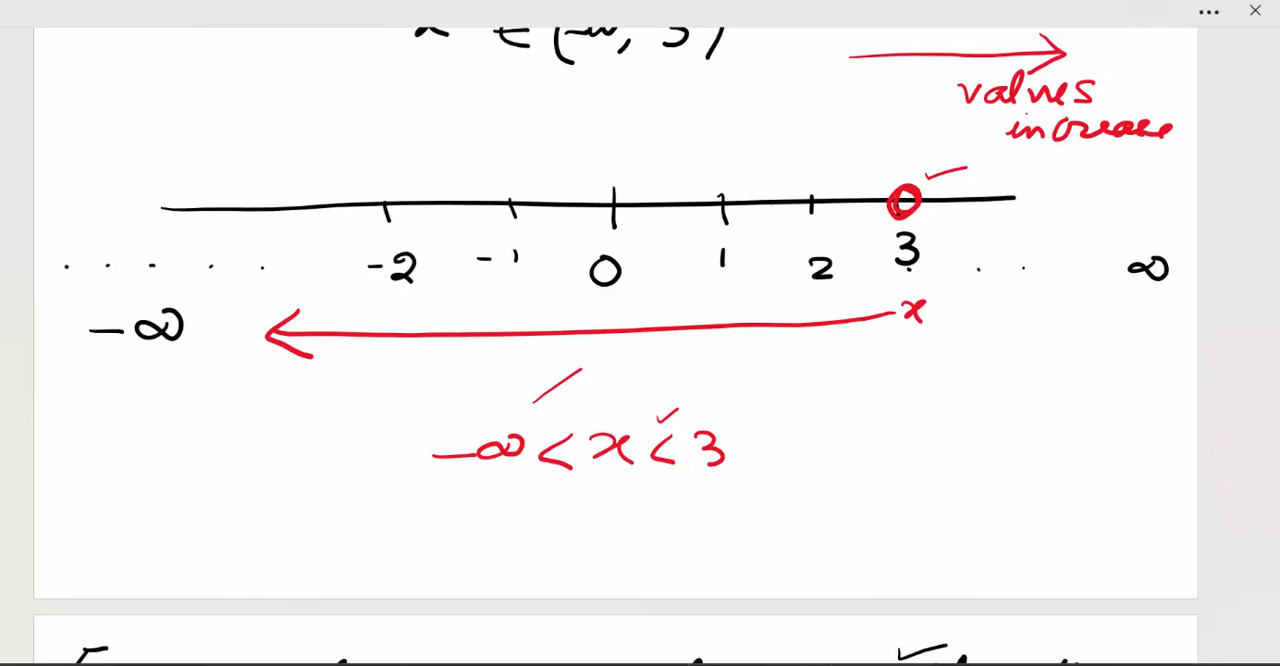 x ∈ (-∞, 3)
values
increase
-2 -1 0 1 2 3 . . ∞
-∞
x
-∞ < x < 3